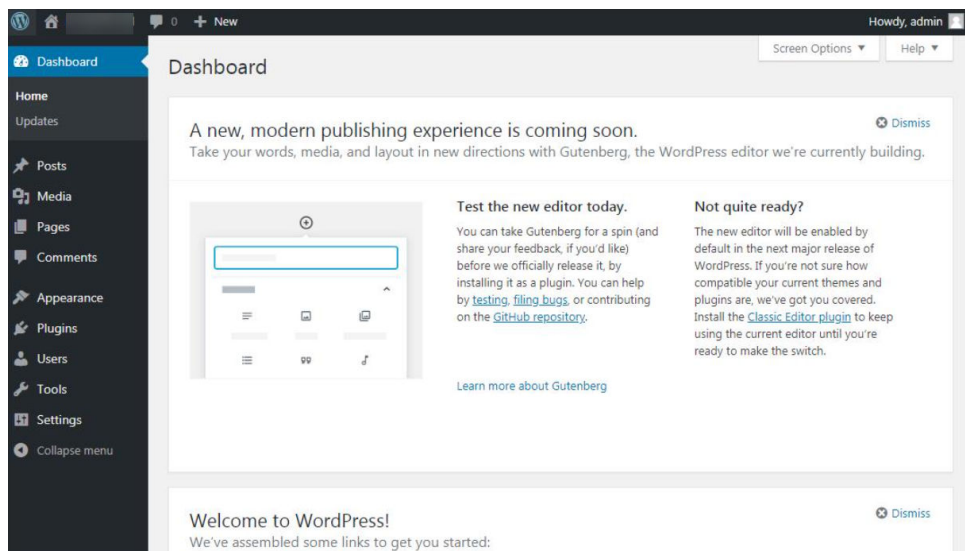 0
New
Howdy, admin
Dashboard
Home
Updates
Posts
Media
Pages
Comments
Appearance
Plugins
Users
Tools
Settings
Collapse menu
Screen Options
Help
Dashboard
Dismiss
A new, modern publishing experience is coming soon.
Take your words, media, and layout in new directions with Gutenberg, the WordPress editor we're currently building.
Test the new editor today.
You can take Gutenberg for a spin (and
share your feedback, if you'd like)
before we officially release it, by
installing it as a plugin. You can help
by testing, filing bugs, or contributing
on the GitHub repository.
Learn more about Gutenberg
Not quite ready?
The new editor will be enabled by
default in the next major release of
WordPress. If you're not sure how
compatible your current themes and
plugins are, we've got you covered.
Install the Classic Editor plugin to keep
using the current editor until you're
ready to make the switch.
Welcome to WordPress!
Dismiss
We've assembled some links to get you started: